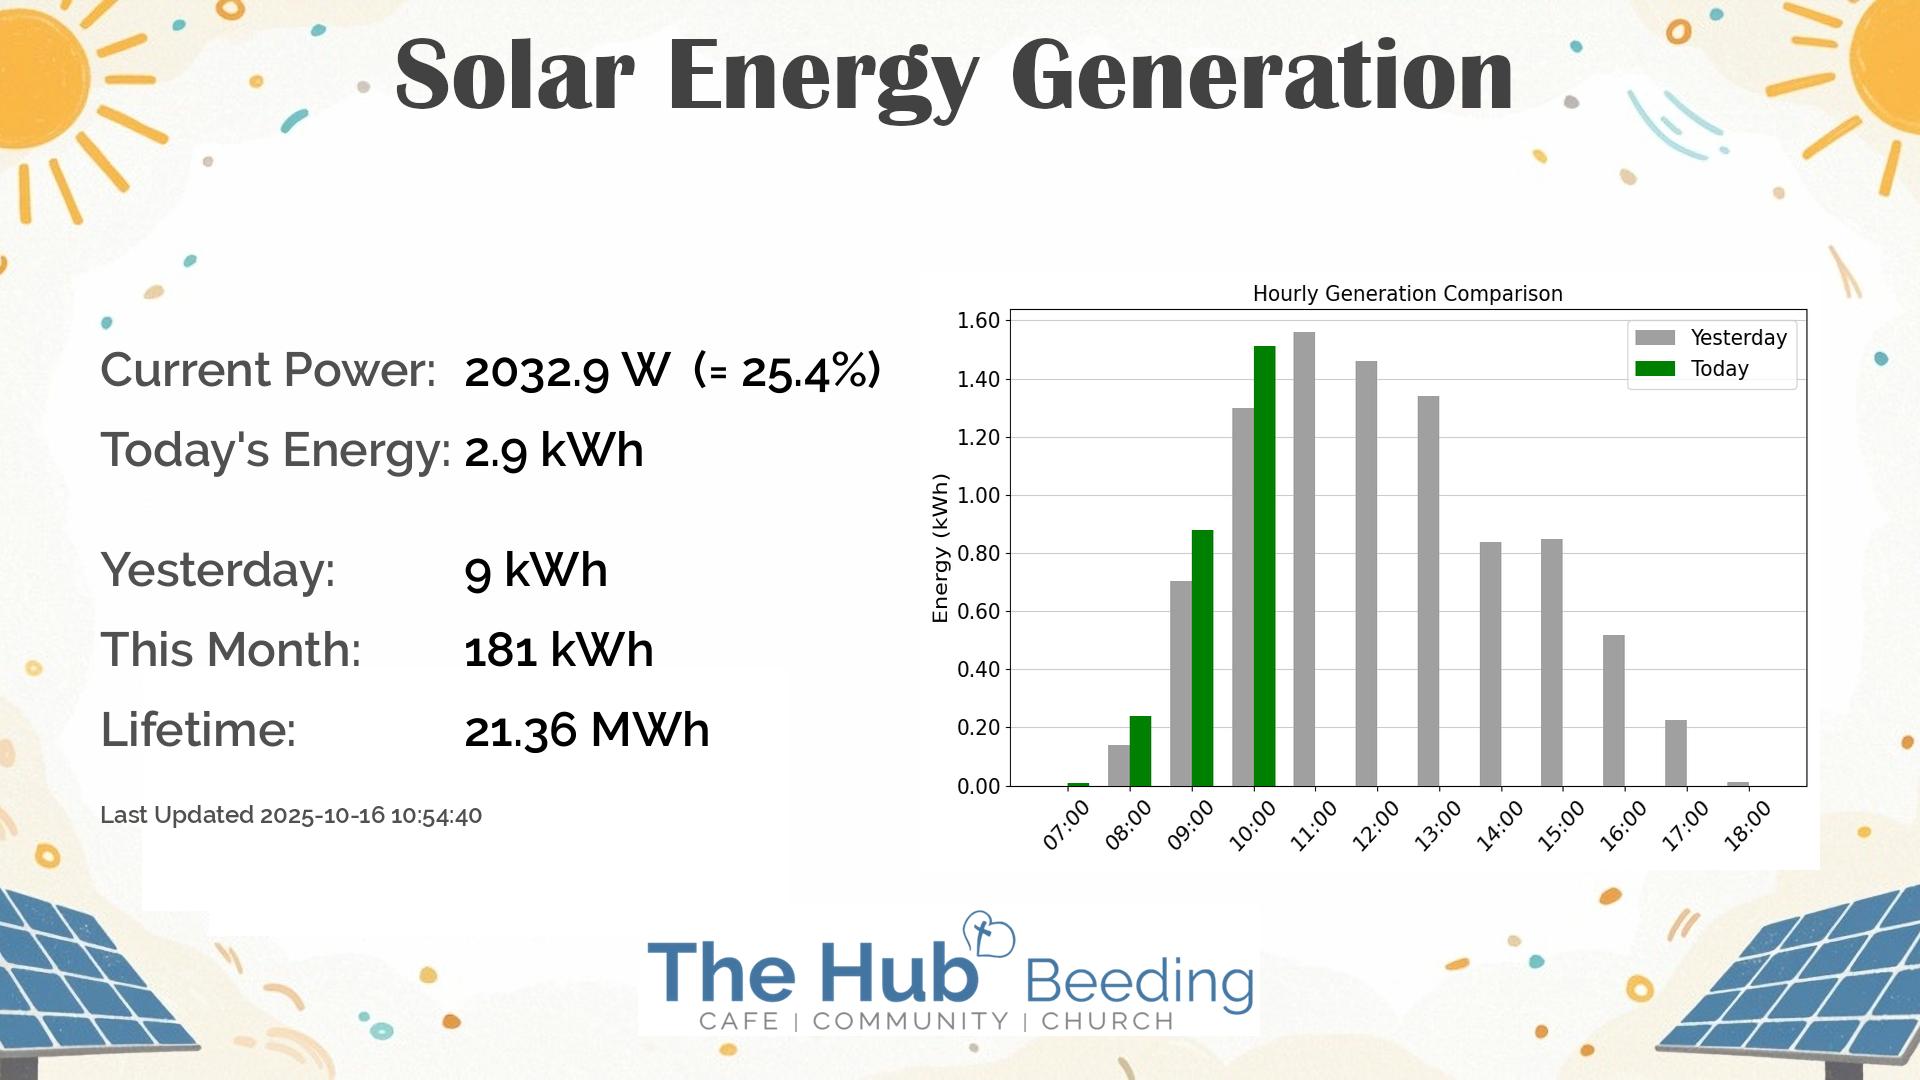 Solar Energy Generation
Current Power: 2032.9 W (= 25.4%)
Today's Energy: 2.9 kWh
Yesterday: 9 kWh
This Month: 181 kWh
Lifetime: 21.36 MWh
Last Updated 2025-10-16 10:54:40
Hourly Generation Comparison
Yesterday
Today
Energy (kWh)
1.60
1.40
1.20
1.00
0.80
0.60
0.40
0.20
0.00
07:00 08:00 09:00 10:00 11:00 12:00 13:00 14:00 15:00 16:00 17:00 18:00
The Hub Beeding
CAFE | COMMUNITY | CHURCH